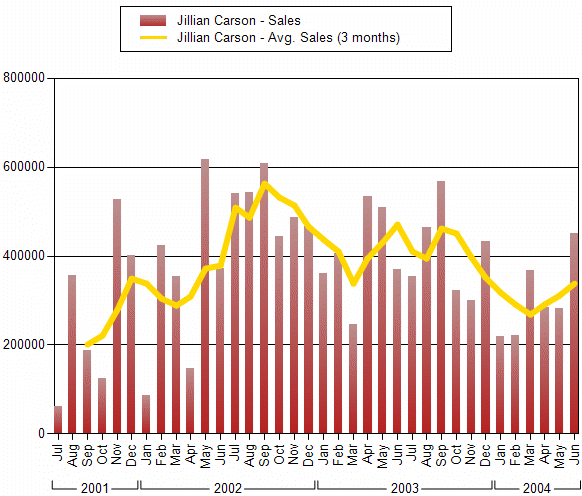 Jillian Carson - Sales
Jillian Carson - Avg. Sales (3 months)
800000
600000
400000
200000
0
Jul Aug Sep Oct Nov Dec Jan Feb Mar Apr May Jun Jul Aug Sep Oct Nov Dec Jan Feb Mar Apr May Jun Jul Aug Sep Oct Nov Dec Jan Feb Mar Apr May Jun
2001 2002 2003 2004